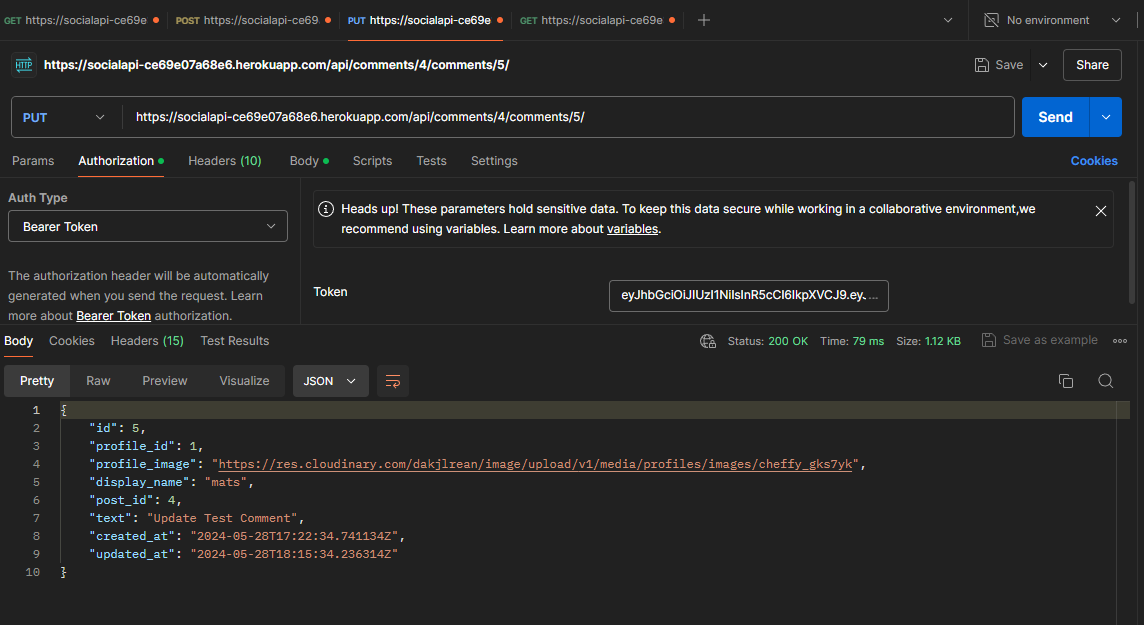 GET https://socialapi-ce69e POST https://socialapi-ce69 PUT https://socialapi-ce69e GET https://socialapi-ce69e No environment
HTTP https://socialapi-ce69e07a68e6.herokuapp.com/api/comments/4/comments/5/ Save Share
PUT https://socialapi-ce69e07a68e6.herokuapp.com/api/comments/4/comments/5/ Send
Params Authorization Headers (10) Body Scripts Tests Settings Cookies
Auth Type
Bearer Token
The authorization header will be automatically
generated when you send the request. Learn
more about Bearer Token authorization.
Heads up! These parameters hold sensitive data. To keep this data secure while working in a collaborative environment,we
recommend using variables. Learn more about variables.
Token eyJhbGciOiJIUzI1NiIsInR5cCI6IkpXVCJ9.ey. ...
Body Cookies Headers (15) Test Results Status: 200 OK Time: 79 ms Size: 1.12 KB Save as example
Pretty Raw Preview Visualize JSON
1 {
2 "id": 5,
3 "profile_id": 1,
4 "profile_image": "https://res.cloudinary.com/dakjlrean/image/upload/v1/media/profiles/images/cheffy_gks7yk",
5 "display_name": "mats",
6 "post_id": 4,
7 "text": "Update Test Comment",
8 "created_at": "2024-05-28T17:22:34.741134Z",
9 "updated_at": "2024-05-28T18:15:34.236314Z"
10 }